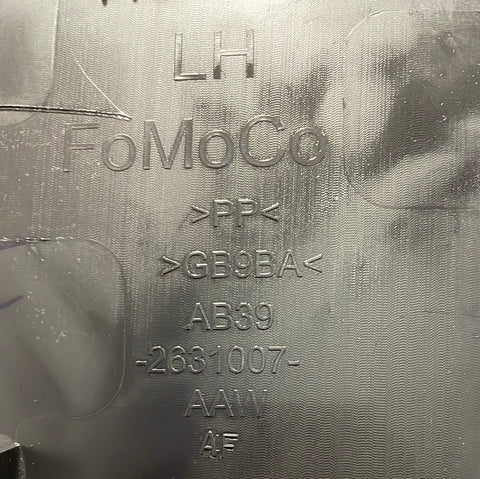 LH
FoMoCo
>PP<
>GB9BA<
AB39
-2631007-
AAW
AF